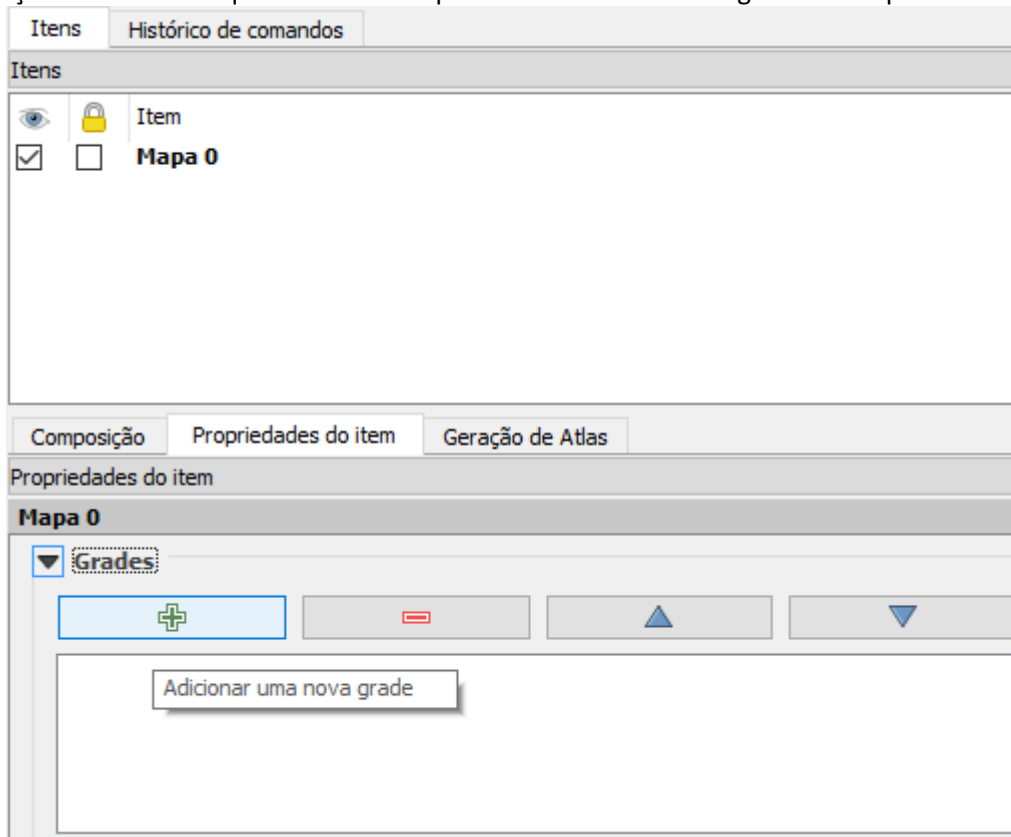 Itens Histórico de comandos
Itens
Item
Mapa 0
Composição Propriedades do item Geração de Atlas
Propriedades do item
Mapa 0
Grades
Adicionar uma nova grade